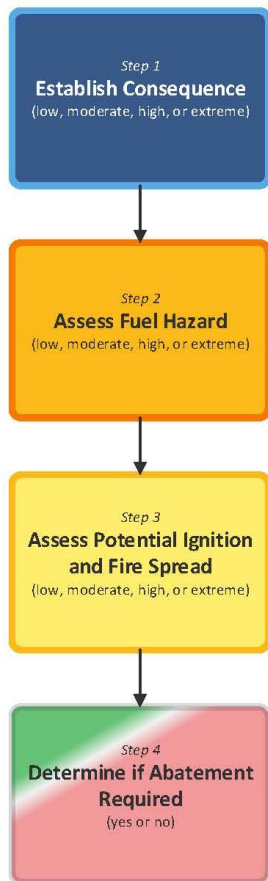 Step 1
Establish Consequence
(low, moderate, high, or extreme)
Step 2
Assess Fuel Hazard
(low, moderate, high, or extreme)
Step 3
Assess Potential Ignition
and Fire Spread
(low, moderate, high, or extreme)
Step 4
Determine if Abatement
Required
(yes or no)